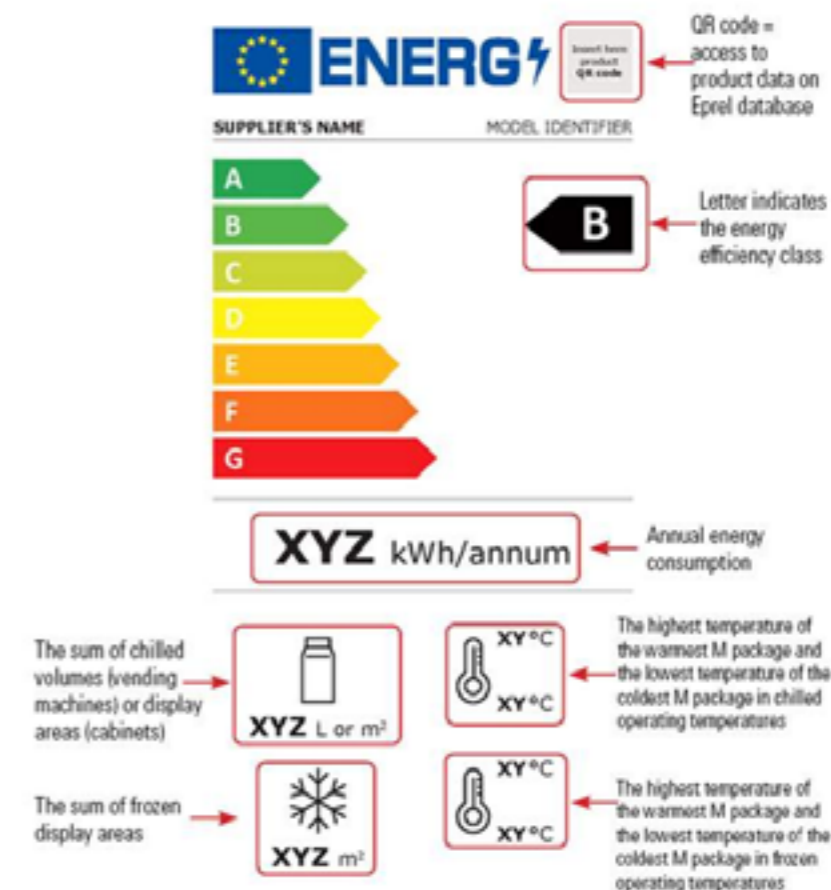 ENERG
Insert here
product
QR code
QR code =
access to
product data on
Eprel database
SUPPLIER'S NAME
MODEL IDENTIFIER
A
B
C
D
E
F
G
B
Letter indicates
the energy
efficiency class
XYZ kWh/annum
Annual energy
consumption
The sum of chilled
volumes (vending
machines) or display
areas (cabinets)
XYZ L or m²
XY°C
XY°C
The highest temperature of
the warmest M package and
the lowest temperature of the
coldest M package in chilled
operating temperatures
The sum of frozen
display areas
XYZ m²
XY°C
XY°C
The highest temperature of
the warmest M package and
the lowest temperature of the
coldest M package in frozen
operating temperatures